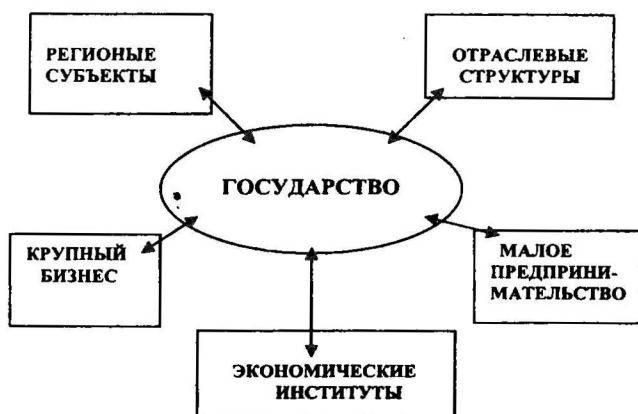 РЕГИОНЫЕ
СУБЪЕКТЫ
ОТРАСЛЕВЫЕ
СТРУКТУРЫ
ГОСУДАРСТВО
КРУПНЫЙ
БИЗНЕС
МАЛОЕ
ПРЕДПРИНИ-
МАТЕЛЬСТВО
ЭКОНОМИЧЕСКИЕ
ИНСТИТУТЫ